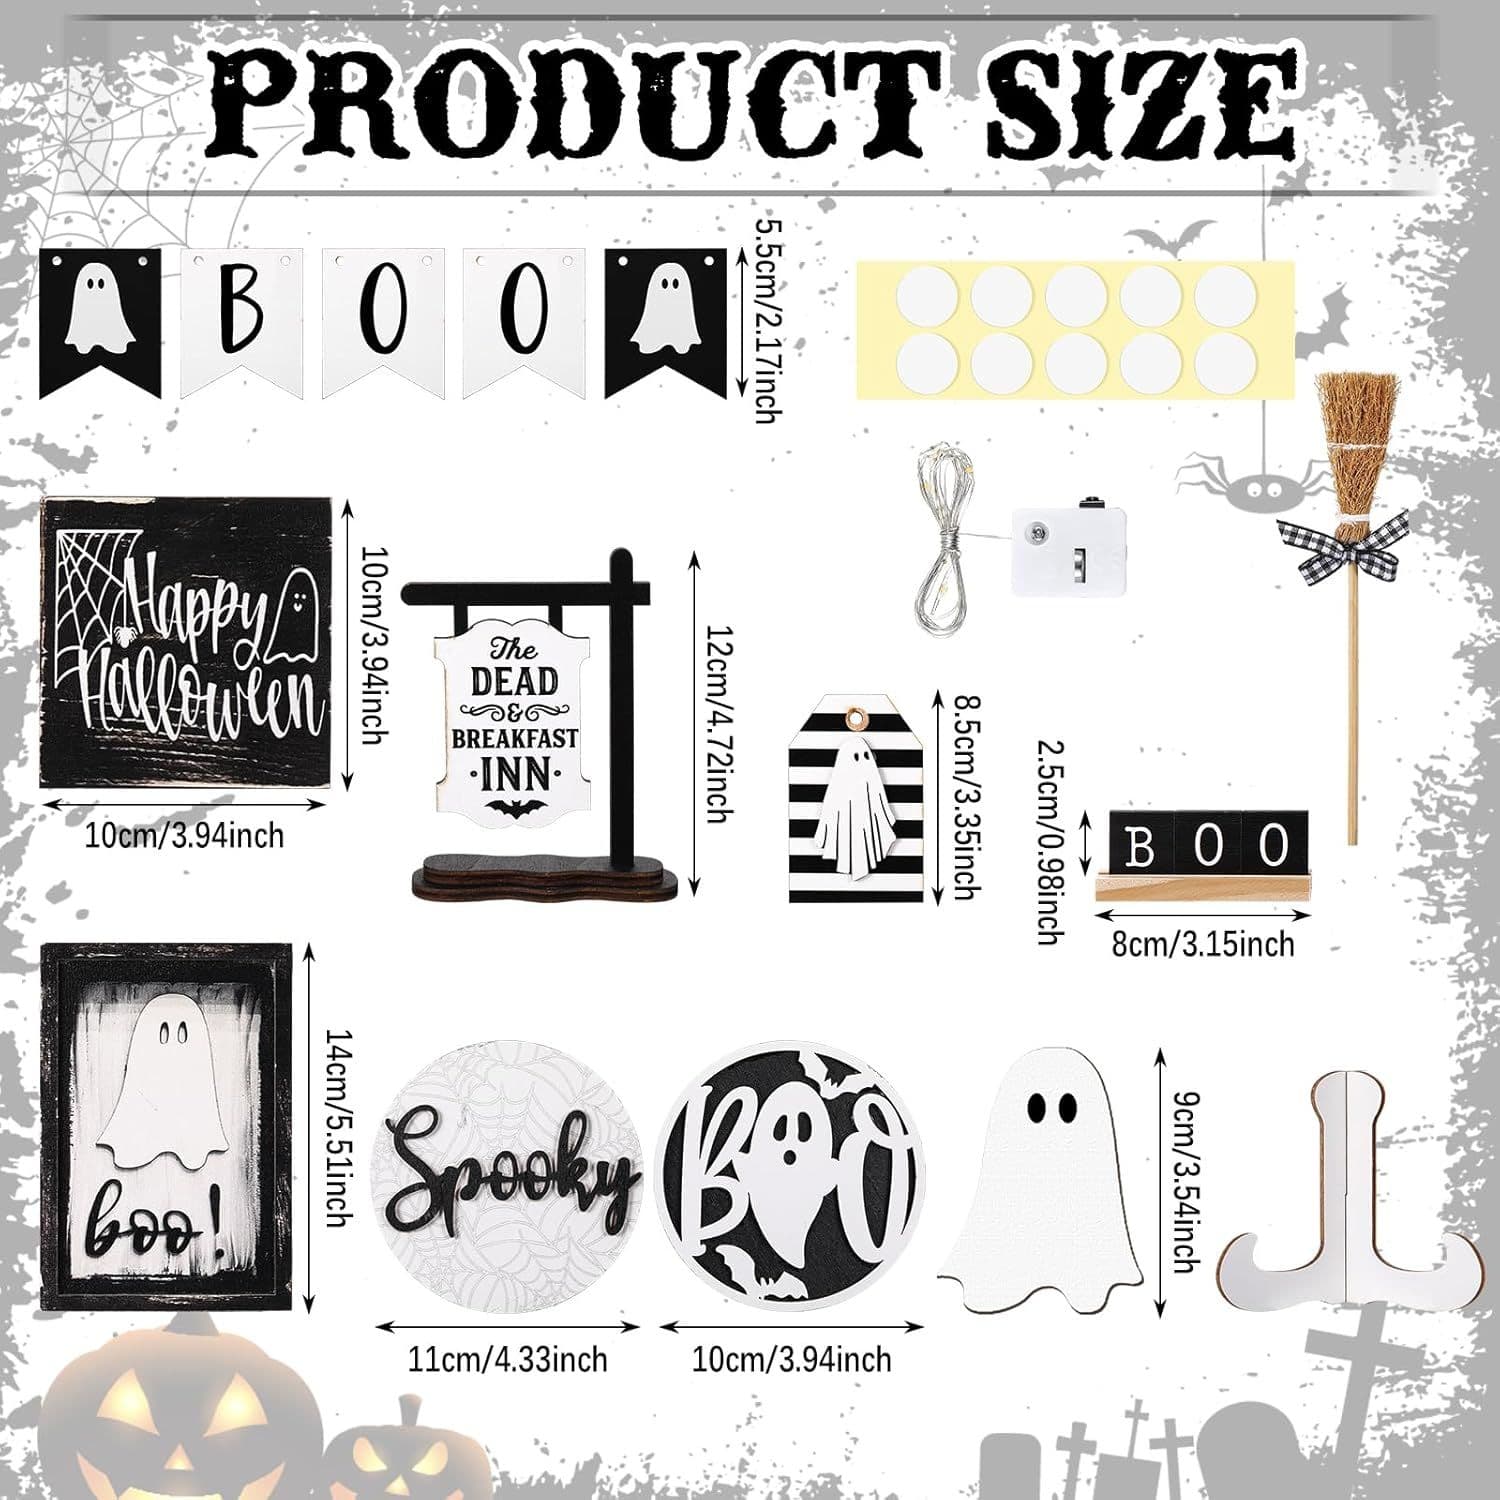 PRODUCT SIZE
B O O
5.5cm/2.17inch
Happy
Halloween
10cm/3.94inch
10cm/3.94inch
The
DEAD
&
BREAKFAST
·INN·
12cm/4.72inch
8.5cm/3.35inch
2.5cm/0.98inch
B O O
8cm/3.15inch
boo!
14cm/5.51inch
Spooky
11cm/4.33inch
BOO
10cm/3.94inch
9cm/3.54inch